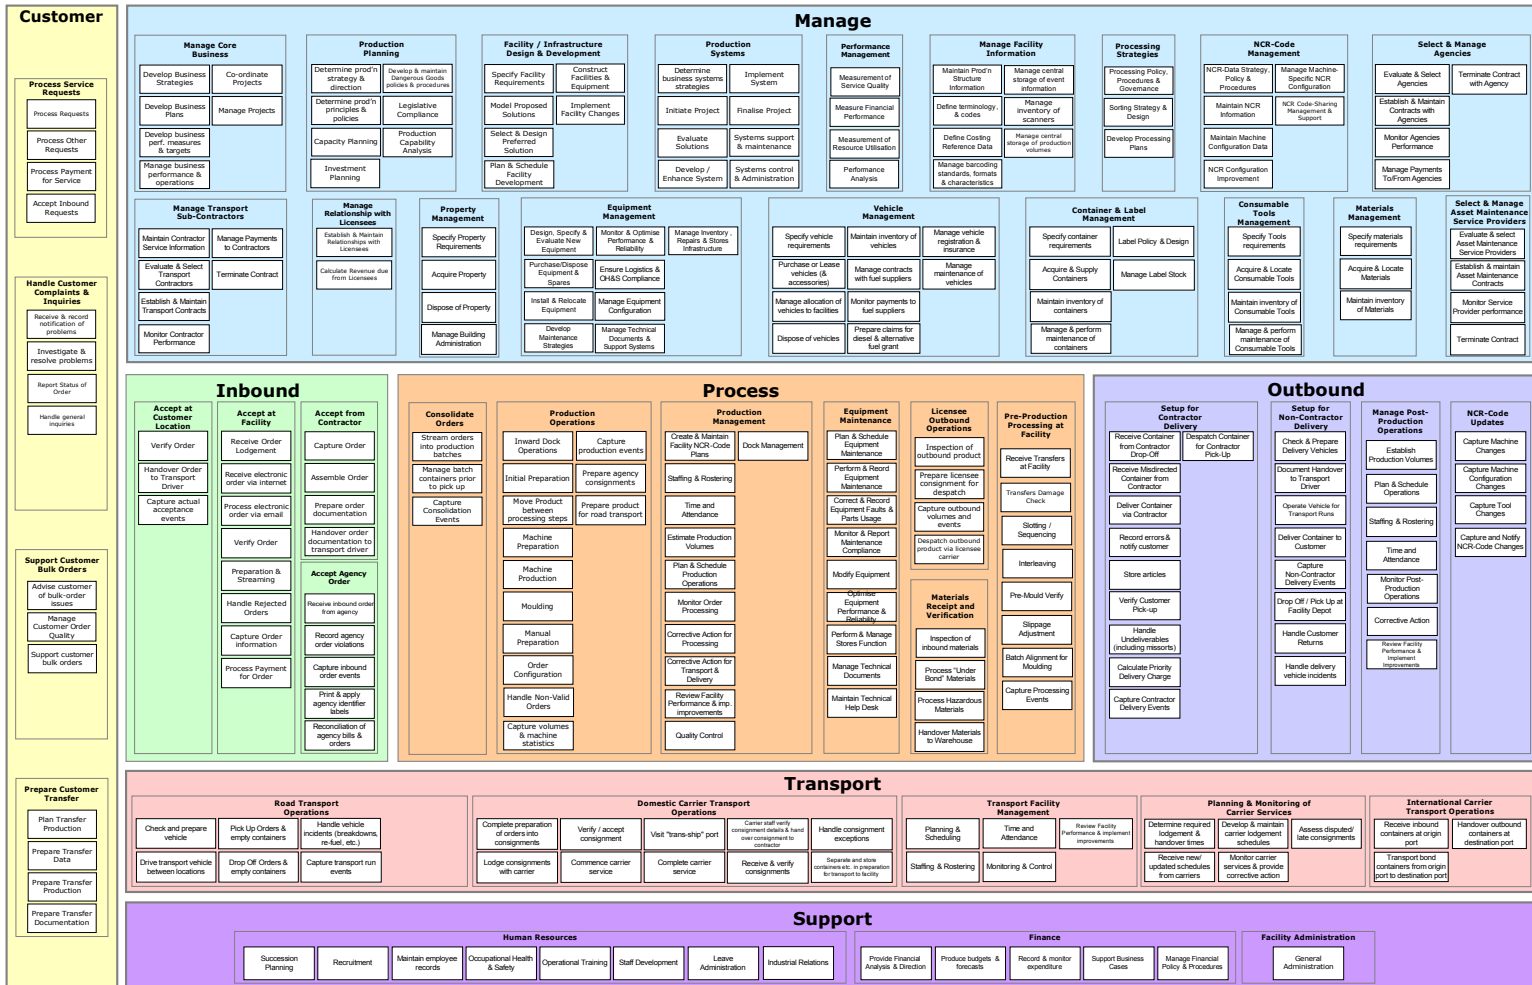 Customer
Process Service
Requests
Process Requests
Process Other
Requests
Process Payment
for Service
Accept Inbound
Requests
Handle Customer
Complaints &
Inquiries
Receive & record
notification of
problems
Investigate &
resolve problems
Report Status of
Order
Handle general
inquiries
Support Customer
Bulk Orders
Advise customer
of bulk-order
issues
Manage
Customer Order
Quality
Support customer
bulk orders
Prepare Customer
Transfer
Plan Transfer
Production
Prepare Transfer
Data
Prepare Transfer
Production
Prepare Transfer
Documentation
Manage
Manage Core
Business
Develop Business
Strategies
Co-ordinate
Projects
Develop Business
Plans
Manage Projects
Develop business
perf. measures
& targets
Manage business
performance &
operations
Production
Planning
Determine prod'n
strategy &
direction
Develop & maintain
Dangerous Goods
policies & procedures
Determine prod'n
principles &
policies
Legislative
Compliance
Capacity Planning
Production
Capability
Analysis
Investment
Planning
Facility / Infrastructure
Design & Development
Specify Facility
Requirements
Construct
Facilities &
Equipment
Model Proposed
Solutions
Implement
Facility Changes
Select & Design
Preferred
Solution
Plan & Schedule
Facility
Development
Production
Systems
Determine
business systems
strategies
Implement
System
Initiate Project
Finalise Project
Evaluate
Solutions
Systems support
& maintenance
Develop /
Enhance System
Systems control
& Administration
Performance
Management
Measurement of
Service Quality
Measure Financial
Performance
Measurement of
Resource Utilisation
Performance
Analysis
Manage Facility
Information
Maintain Prod'n
Structure
Information
Manage central
storage of event
information
Define terminology,
& codes
Manage
inventory of
scanners
Define Costing
Reference Data
Manage central
storage of production
volumes
Manage barcoding
standards, formats
& characteristics
Processing
Strategies
Processing Policy,
Procedures &
Governance
Sorting Strategy &
Design
Develop Processing
Plans
NCR-Code
Management
NCR-Data Strategy,
Policy &
Procedures
Manage Machine-
Specific NCR
Configuration
Maintain NCR
Information
NCR Code-Sharing
Management &
Support
Maintain Machine
Configuration Data
NCR Configuration
Improvement
Select & Manage
Agencies
Evaluate & Select
Agencies
Terminate Contract
with Agency
Establish & Maintain
Contracts with
Agencies
Monitor Agencies
Performance
Manage Payments
To/From Agencies
Manage Transport
Sub-Contractors
Maintain Contractor
Service Information
Manage Payments
to Contractors
Evaluate & Select
Transport
Contractors
Terminate Contract
Establish & Maintain
Transport Contracts
Monitor Contractor
Performance
Manage
Relationship with
Licensees
Establish & Maintain
Relationships with
Licensees
Calculate Revenue due
from Licensees
Property
Management
Specify Property
Requirements
Acquire Property
Dispose of Property
Manage Building
Administration
Equipment
Management
Design, Specify &
Evaluate New
Equipment
Monitor & Optimise
Performance &
Reliability
Manage Inventory ,
Repairs & Stores
Infrastructure
Purchase/Dispose
Equipment &
Spares
Ensure Logistics &
OH&S Compliance
Install & Relocate
Equipment
Manage Equipment
Configuration
Develop
Maintenance
Strategies
Manage Technical
Documents &
Support Systems
Vehicle
Management
Specify vehicle
requirements
Maintain inventory of
vehicles
Manage vehicle
registration &
insurance
Purchase or Lease
vehicles (&
accessories)
Manage contracts
with fuel suppliers
Manage
maintenance of
vehicles
Manage allocation of
vehicles to facilities
Monitor payments to
fuel suppliers
Dispose of vehicles
Prepare claims for
diesel & alternative
fuel grant
Container & Label
Management
Specify container
requirements
Label Policy & Design
Acquire & Supply
Containers
Manage Label Stock
Maintain inventory of
containers
Manage & perform
maintenance of
containers
Consumable
Tools
Management
Specify Tools
requirements
Acquire & Locate
Consumable Tools
Maintain inventory of
Consumable Tools
Manage & perform
maintenance of
Consumable Tools
Materials
Management
Specify materials
requirements
Acquire & Locate
Materials
Maintain inventory
of Materials
Select & Manage
Asset Maintenance
Service Providers
Evaluate & select
Asset Maintenance
Service Providers
Establish & maintain
Asset Maintenance
Contracts
Monitor Service
Provider performance
Terminate Contract
Inbound
Accept at
Customer
Location
Verify Order
Handover Order
to Transport
Driver
Capture actual
acceptance
events
Accept at
Facility
Receive Order
Lodgement
Receive electronic
order via internet
Process electronic
order via email
Verify Order
Preparation &
Streaming
Handle Rejected
Orders
Capture Order
information
Process Payment
for Order
Accept from
Contractor
Capture Order
Assemble Order
Prepare order
documentation
Handover order
documentation to
transport driver
Accept Agency
Order
Receive inbound order
from agency
Record agency
order violations
Capture inbound
order events
Print & apply
agency identifier
labels
Reconciliation of
agency bills &
orders
Process
Consolidate
Orders
Stream orders
into production
batches
Manage batch
containers prior
to pick up
Capture
Consolidation
Events
Production
Operations
Inward Dock
Operations
Capture
production events
Initial Preparation
Prepare agency
consignments
Move Product
between
processing steps
Prepare product
for road transport
Machine
Preparation
Machine
Production
Moulding
Manual
Preparation
Order
Configuration
Handle Non-Valid
Orders
Capture volumes
& machine
statistics
Production
Management
Create & Maintain
Facility NCR-Code
Plans
Dock Management
Staffing & Rostering
Time and
Attendance
Estimate Production
Volumes
Plan & Schedule
Production
Operations
Monitor Order
Processing
Corrective Action for
Processing
Corrective Action for
Transport &
Delivery
Review Facility
Performance & imp.
improvements
Quality Control
Equipment
Maintenance
Plan & Schedule
Equipment
Maintenance
Perform & Reord
Equipment
Maintenance
Correct & Record
Equipment Faults &
Parts Usage
Monitor & Report
Maintenance
Compliance
Modify Equipment
Optimise
Equipment
Performance &
Reliability
Perform & Manage
Stores Function
Manage Technical
Documents
Maintain Technical
Help Desk
Licensee
Outbound
Operations
Inspection of
outbound product
Prepare licensee
consignment for
despatch
Capture outbound
volumes and
events
Despatch outbound
product via licensee
carrier
Materials
Receipt and
Verification
Inspection of
inbound materials
Process "Under
Bond" Materials
Process Hazardous
Materials
Handover Materials
to Warehouse
Pre-Production
Processing at
Facility
Receive Transfers
at Facility
Transfers Damage
Check
Slotting /
Sequencing
Interleaving
Pre-Mould Verify
Slippage
Adjustment
Batch Alignment for
Moulding
Capture Processing
Events
Outbound
Setup for
Contractor
Delivery
Receive Container
from Contractor
Drop-Off
Despatch Container
for Contractor
Pick-Up
Receive Misdirected
Container from
Contractor
Deliver Container
via Contractor
Record errors &
notify customer
Store articles
Verify Customer
Pick-up
Handle
Undeliverables
(including missorts)
Calculate Priority
Delivery Charge
Capture Contractor
Delivery Events
Setup for
Non-Contractor
Delivery
Check & Prepare
Delivery Vehicles
Document Handover
to Transport
Driver
Operate Vehicle for
Transport Runs
Deliver Container to
Customer
Capture
Non-Contractor
Delivery Events
Drop Off / Pick Up at
Facility Depot
Handle Customer
Returns
Handle delivery
vehicle incidents
Manage Post-
Production
Operations
Establish
Production Volumes
Plan & Schedule
Operations
Staffing & Rostering
Time and
Attendance
Monitor Post-
Production
Operations
Corrective Action
Review Facility
Performance &
Implement
Improvements
NCR-Code
Updates
Capture Machine
Changes
Capture Machine
Configuration
Changes
Capture Tool
Changes
Capture and Notify
NCR-Code Changes
Transport
Road Transport
Operations
Check and prepare
vehicle
Pick Up Orders &
empty containers
Handle vehicle
incidents (breakdowns,
re-fuel, etc.)
Drive transport vehicle
between locations
Drop Off Orders &
empty containers
Capture transport run
events
Domestic Carrier Transport
Operations
Complete preparation
of orders into
consignments
Verify / accept
consignment
Visit "trans-ship" port
Carrier staff verify
consignment details & hand
over consignment to
contractor
Handle consignment
exceptions
Lodge consignments
with carrier
Commence carrier
service
Complete carrier
service
Receive & verify
consignments
Separate and store
containers etc. in preparation
for transport to facility
Transport Facility
Management
Planning &
Scheduling
Time and
Attendance
Review Facility
Performance & implement
improvements
Staffing & Rostering
Monitoring & Control
Planning & Monitoring of
Carrier Services
Determine required
lodgement &
handover times
Develop & maintain
carrier lodgement
schedules
Assess disputed/
late consignments
Receive new/
updated schedules
from carriers
Monitor carrier
services & provide
corrective action
International Carrier
Transport Operations
Receive inbound
containers at origin
port
Handover outbound
containers at
destination port
Transport bond
containers from origin
port to destination port
Support
Human Resources
Succession
Planning
Recruitment
Maintain employee
records
Occupational Health
& Safety
Operational Training
Staff Development
Leave
Administration
Industrial Relations
Finance
Provide Financial
Analysis & Direction
Produce budgets &
forecasts
Record & monitor
expenditure
Support Business
Cases
Manage Financial
Policy & Procedures
Facility Administration
General
Administration